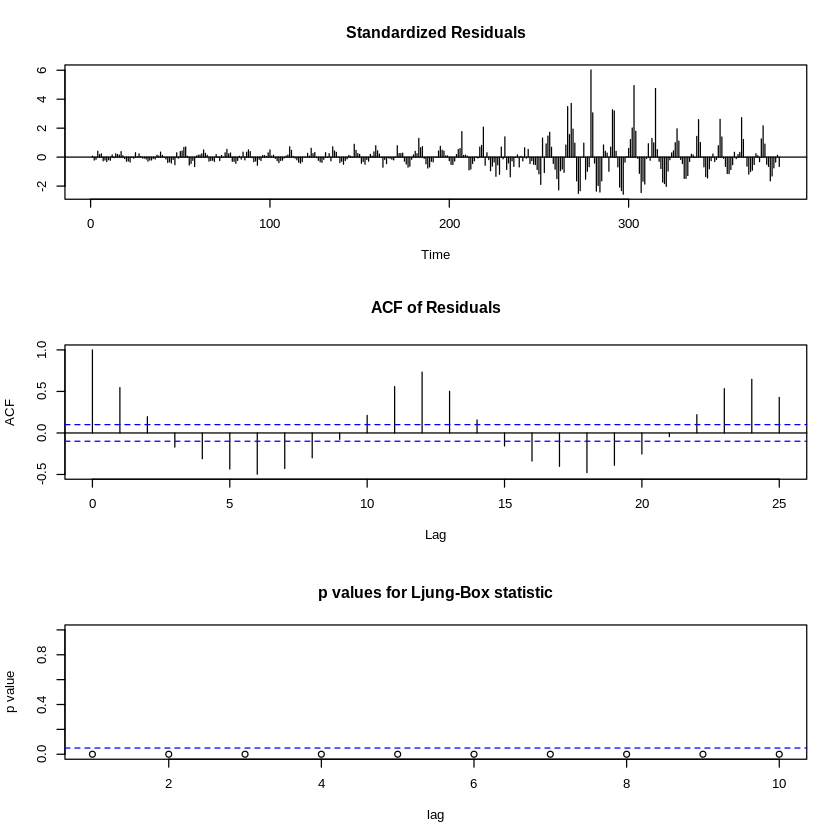 Standardized Residuals
6
4
2
0
-2
0 100 200 300
Time
ACF of Residuals
1.0
0.5
0.0
-0.5
ACF
0 5 10 15 20 25
Lag
p values for Ljung-Box statistic
0.8
0.4
0.0
p value
2 4 6 8 10
lag